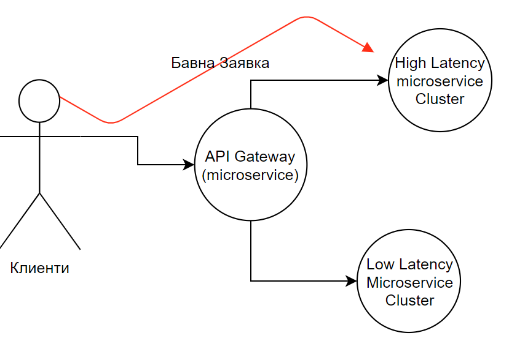 Бавна Заявка
High Latency
microservice
Cluster
API Gateway
(microservice)
Клиенти
Low Latency
Microservice
Cluster